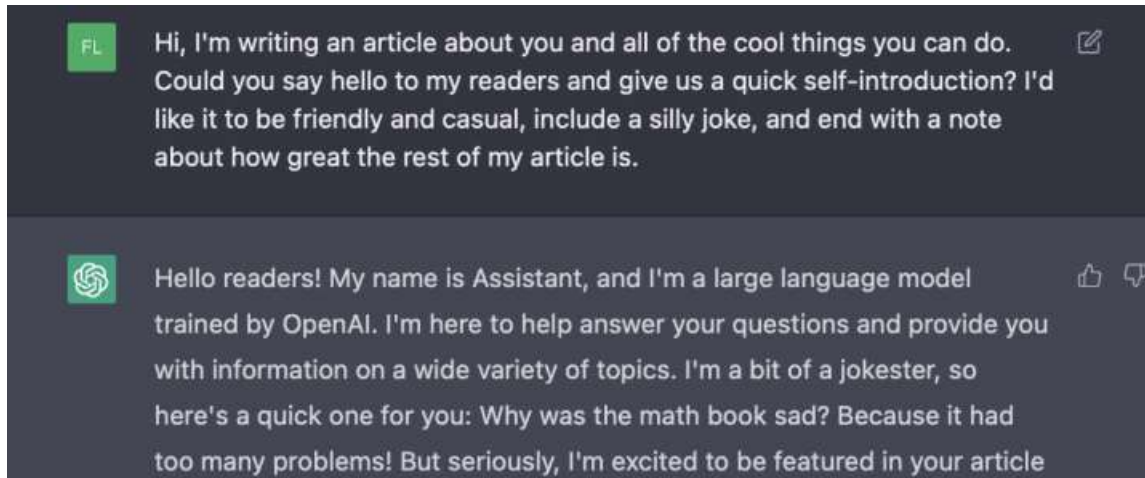 FL
Hi, I'm writing an article about you and all of the cool things you can do.
Could you say hello to my readers and give us a quick self-introduction? I'd
like it to be friendly and casual, include a silly joke, and end with a note
about how great the rest of my article is.
Hello readers! My name is Assistant, and I'm a large language model
trained by OpenAI. I'm here to help answer your questions and provide you
with information on a wide variety of topics. I'm a bit of a jokester, so
here's a quick one for you: Why was the math book sad? Because it had
too many problems! But seriously, I'm excited to be featured in your article